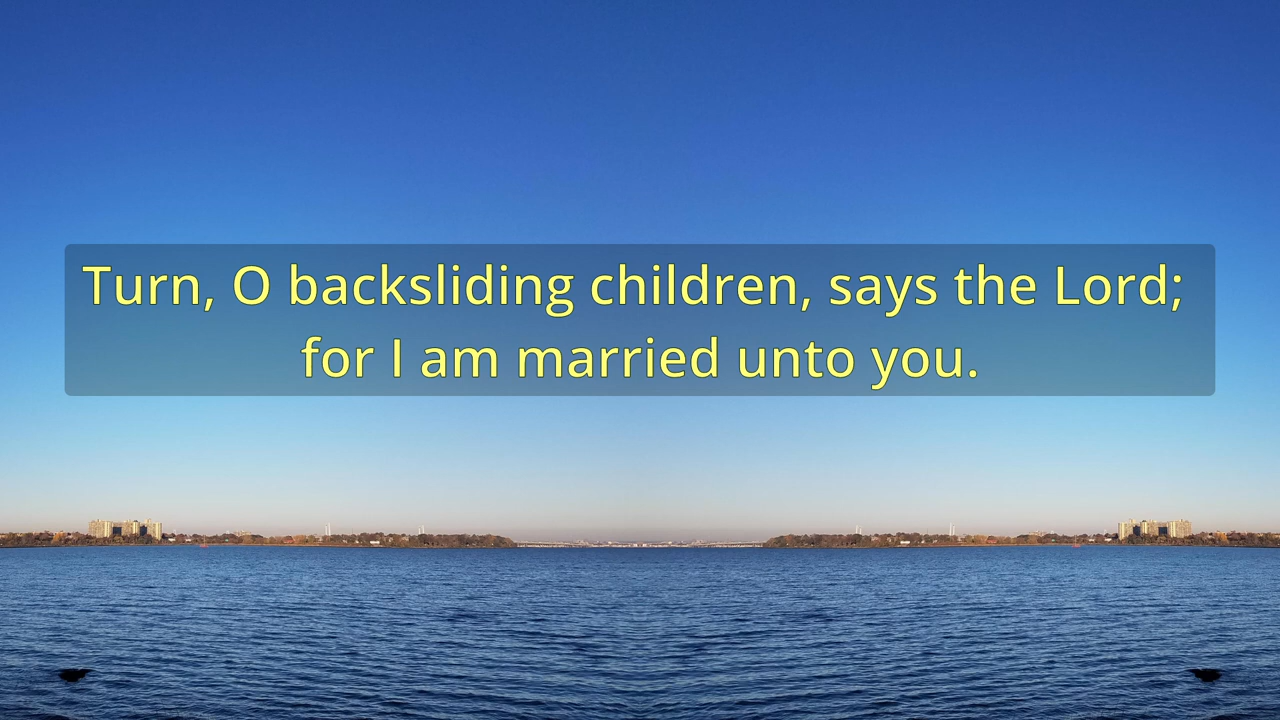 Turn, O backsliding children, says the Lord;
for I am married unto you.